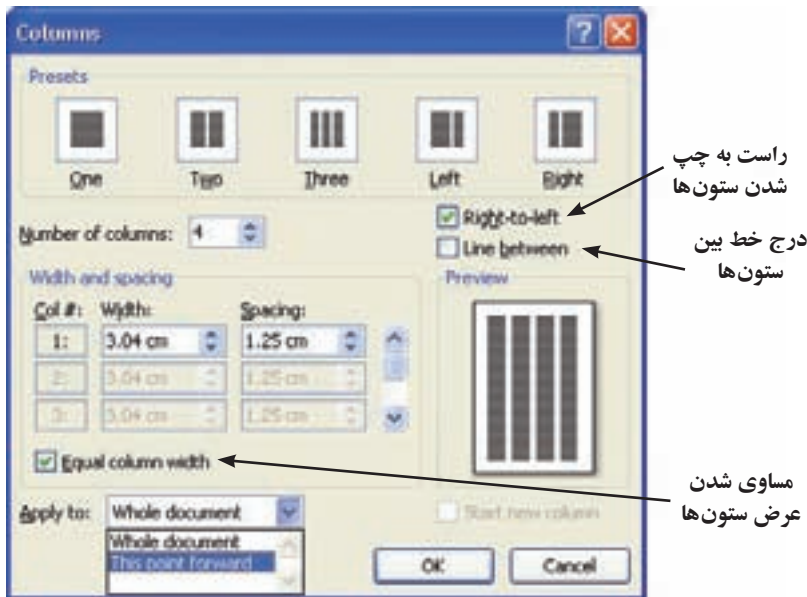 Columns
Presets
One Two Three Left Right
راست به چپ
شدن ستون‌ها
Number of columns: 4
Right-to-left
Line between
درج خط بین
ستون‌ها
Width and spacing
Preview
Col #: Width: Spacing:
1: 3.04 cm 1.25 cm
2: 3.04 cm 1.25 cm
3: 3.04 cm 1.25 cm
Equal column width
مساوی شدن
عرض ستون‌ها
Apply to: Whole document
Start new column
Whole document
This point forward
OK Cancel